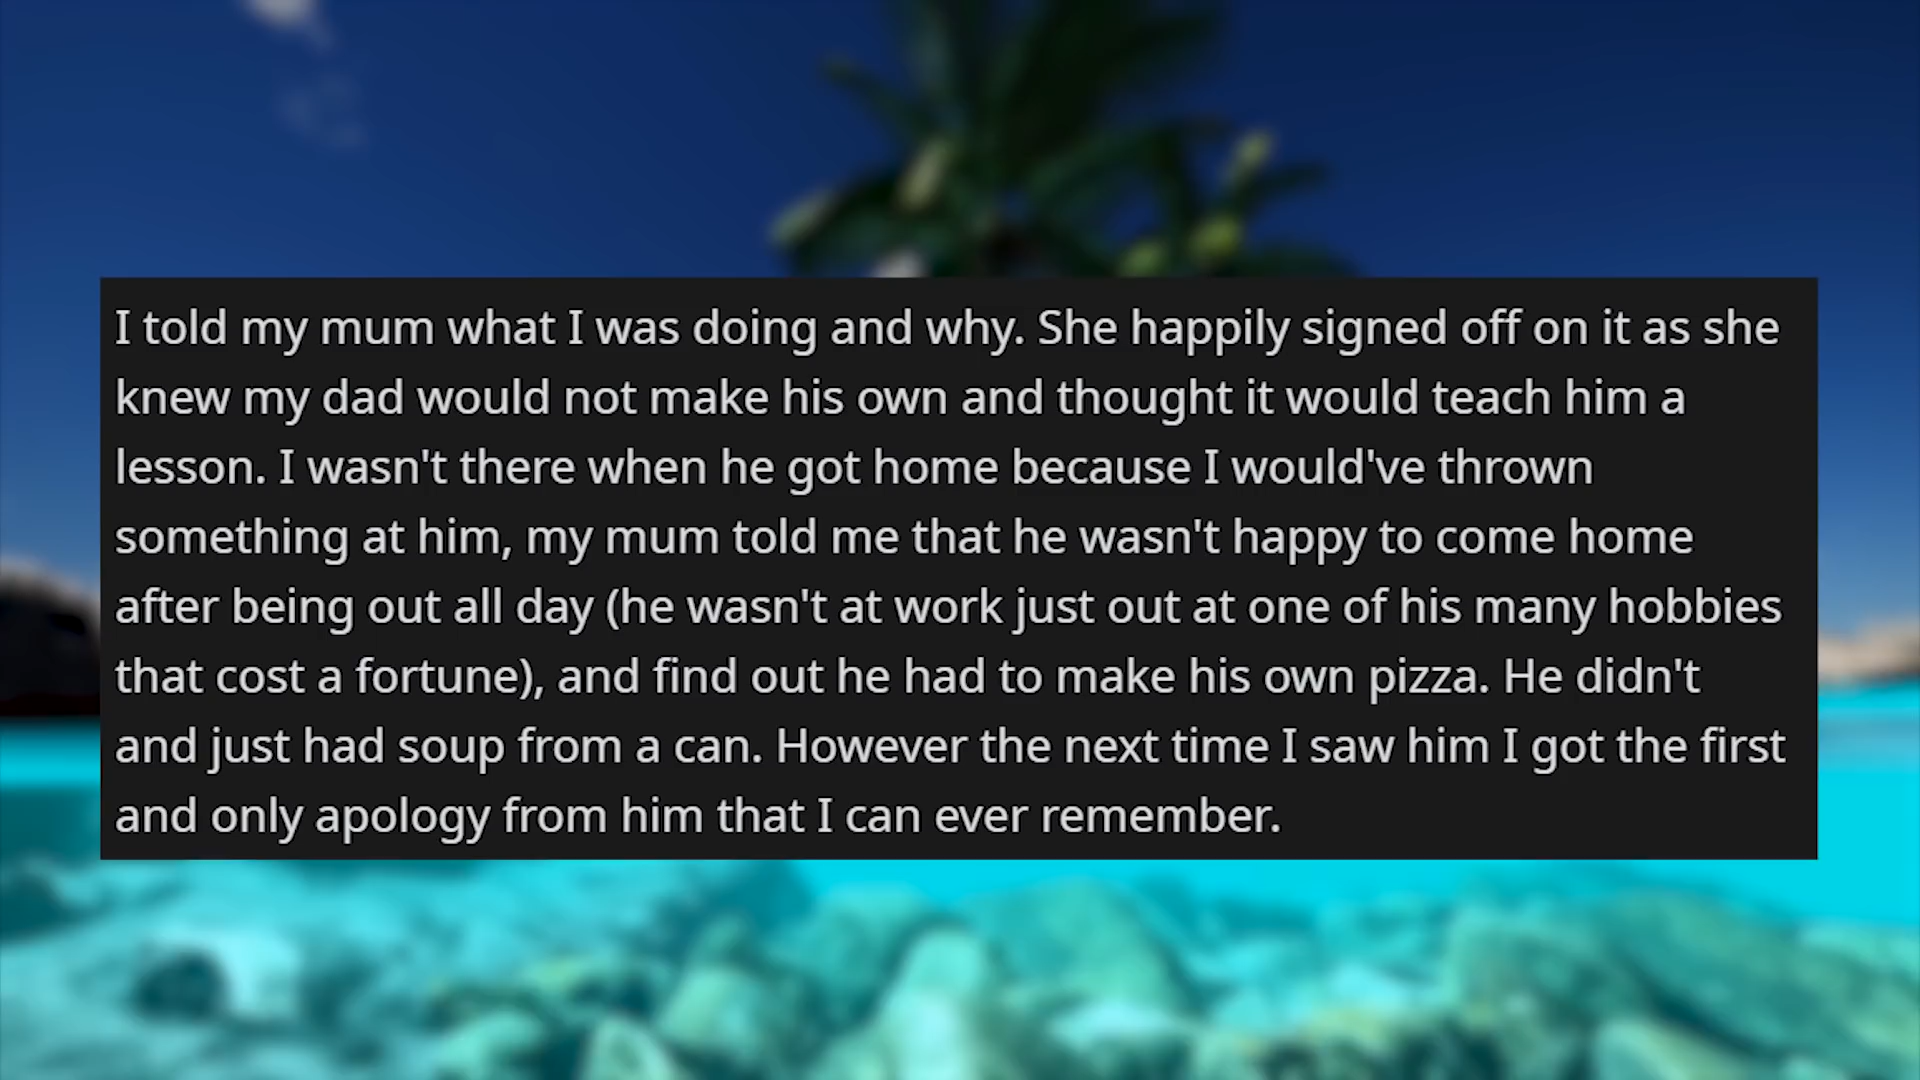 I told my mum what I was doing and why. She happily signed off on it as she
knew my dad would not make his own and thought it would teach him a
lesson. I wasn't there when he got home because I would've thrown
something at him, my mum told me that he wasn't happy to come home
after being out all day (he wasn't at work just out at one of his many hobbies
that cost a fortune), and find out he had to make his own pizza. He didn't
and just had soup from a can. However the next time I saw him I got the first
and only apology from him that I can ever remember.